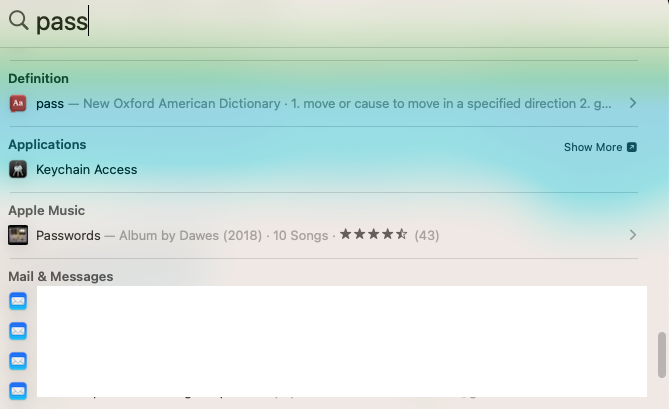 pass
Definition
Aa pass — New Oxford American Dictionary · 1. move or cause to move in a specified direction 2. g...
Applications
Show More
Keychain Access
Apple Music
Passwords — Album by Dawes (2018) · 10 Songs · ★★★★⯪ (43)
Mail & Messages